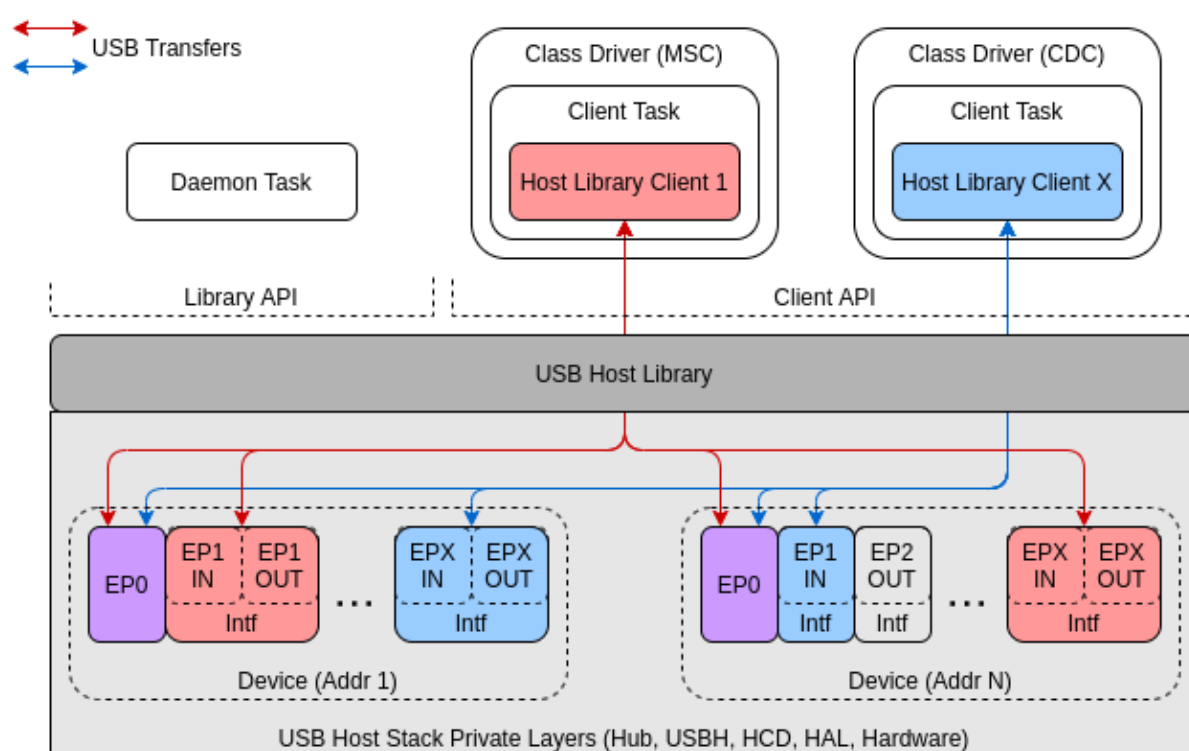 USB Transfers
Class Driver (MSC)
Class Driver (CDC)
Client Task
Client Task
Daemon Task
Host Library Client 1
Host Library Client X
Library API
Client API
USB Host Library
EP0
EP1
IN
EP1
OUT
Intf
...
EPX
IN
EPX
OUT
Intf
Device (Addr 1)
EP0
EP1
IN
Intf
EP2
OUT
Intf
...
EPX
IN
EPX
OUT
Intf
Device (Addr N)
USB Host Stack Private Layers (Hub, USBH, HCD, HAL, Hardware)